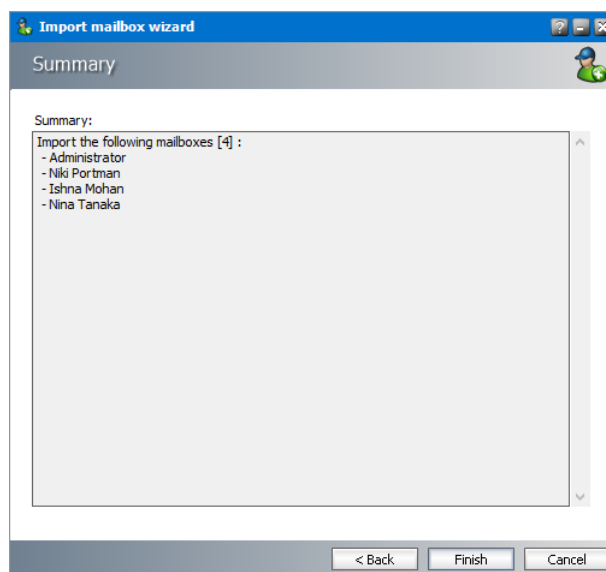 Import mailbox wizard
Summary
Summary:
Import the following mailboxes [4] :
- Administrator
- Niki Portman
- Ishna Mohan
- Nina Tanaka
< Back Finish Cancel